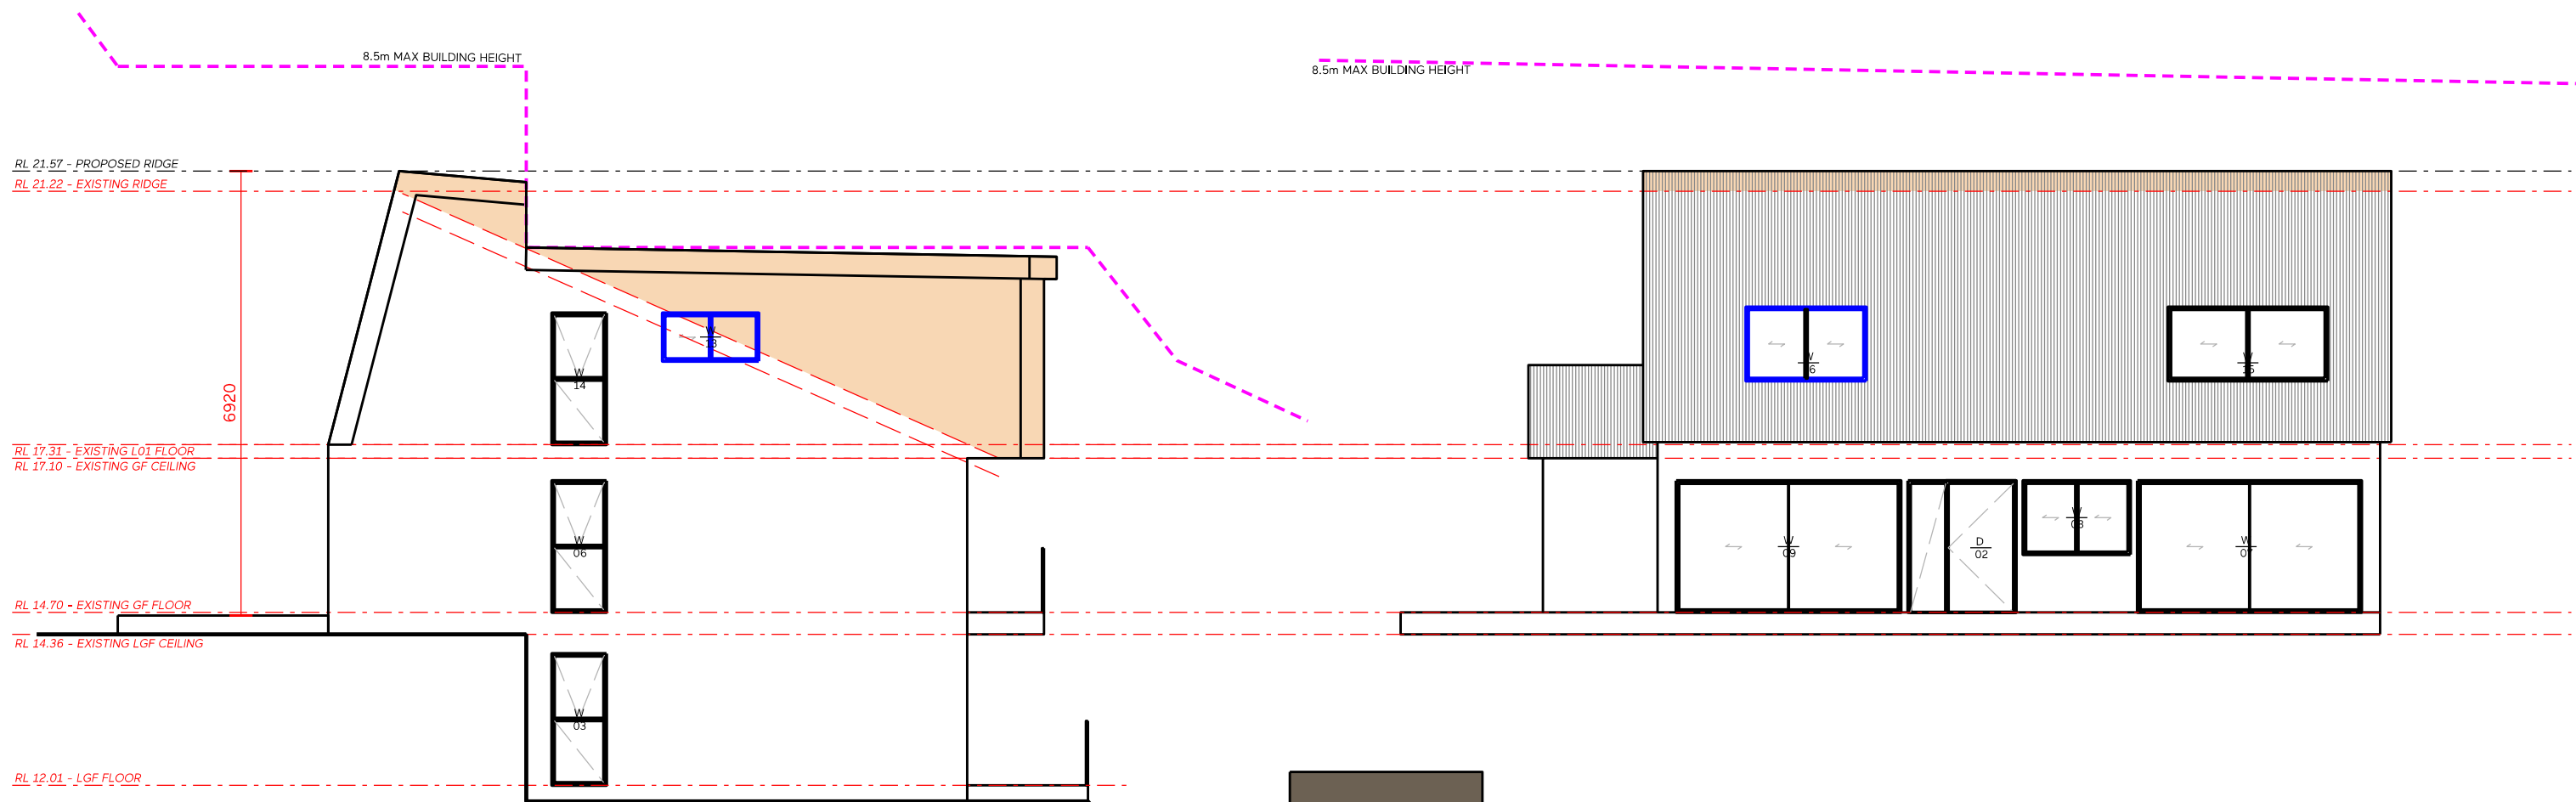 8.5m MAX BUILDING HEIGHT
8.5m MAX BUILDING HEIGHT
RL 21.57 - PROPOSED RIDGE
RL 21.22 - EXISTING RIDGE
6920
W
13
W
14
W
W
RL 17.31 - EXISTING L01 FLOOR
RL 17.10 - EXISTING GF CEILING
W
06
W
09
D
02
W
W
RL 14.70 - EXISTING GF FLOOR
RL 14.36 - EXISTING LGF CEILING
W
03
RL 12.01 - LGF FLOOR